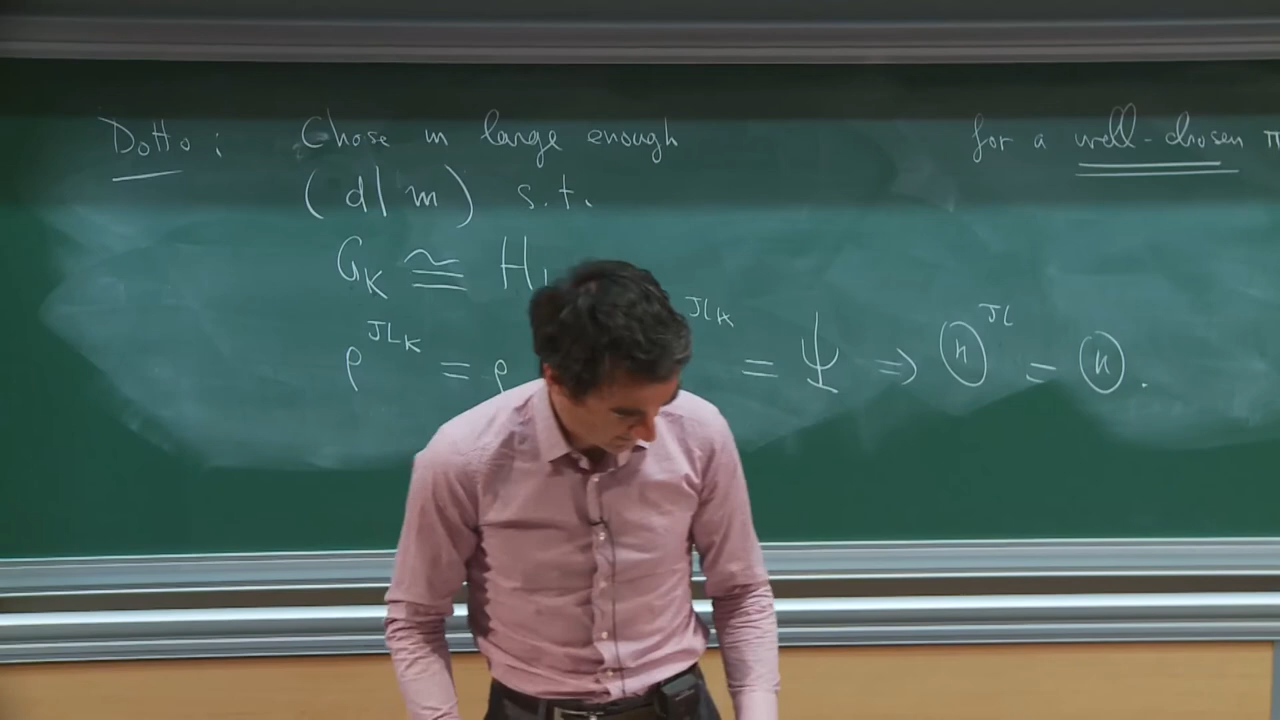 Dotto : Chose m large enough for a well-chosen π
(d | m) s.t.
G_K ≅ H
ρ^{JL_K} = ρ ^{JL_K} = Ψ ⇒ Ⓗ^{JL} = Ⓗ.